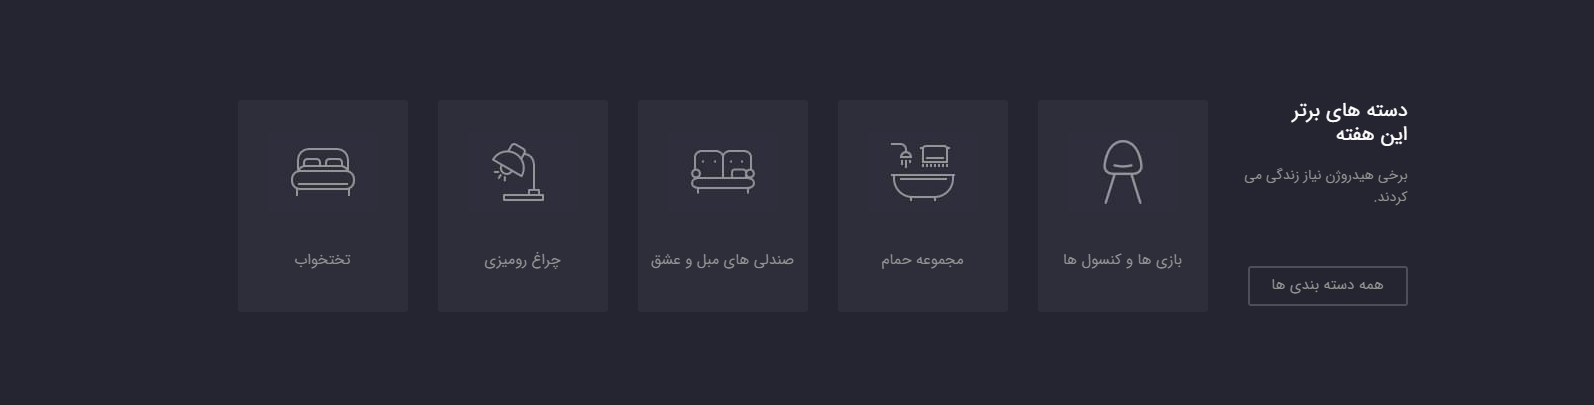 دسته های برتر
این هفته
برخی هیدروژن نیاز زندگی می
کردند.
همه دسته بندی ها
بازی ها و کنسول ها
مجموعه حمام
صندلی های مبل و عشق
چراغ رومیزی
تختخواب